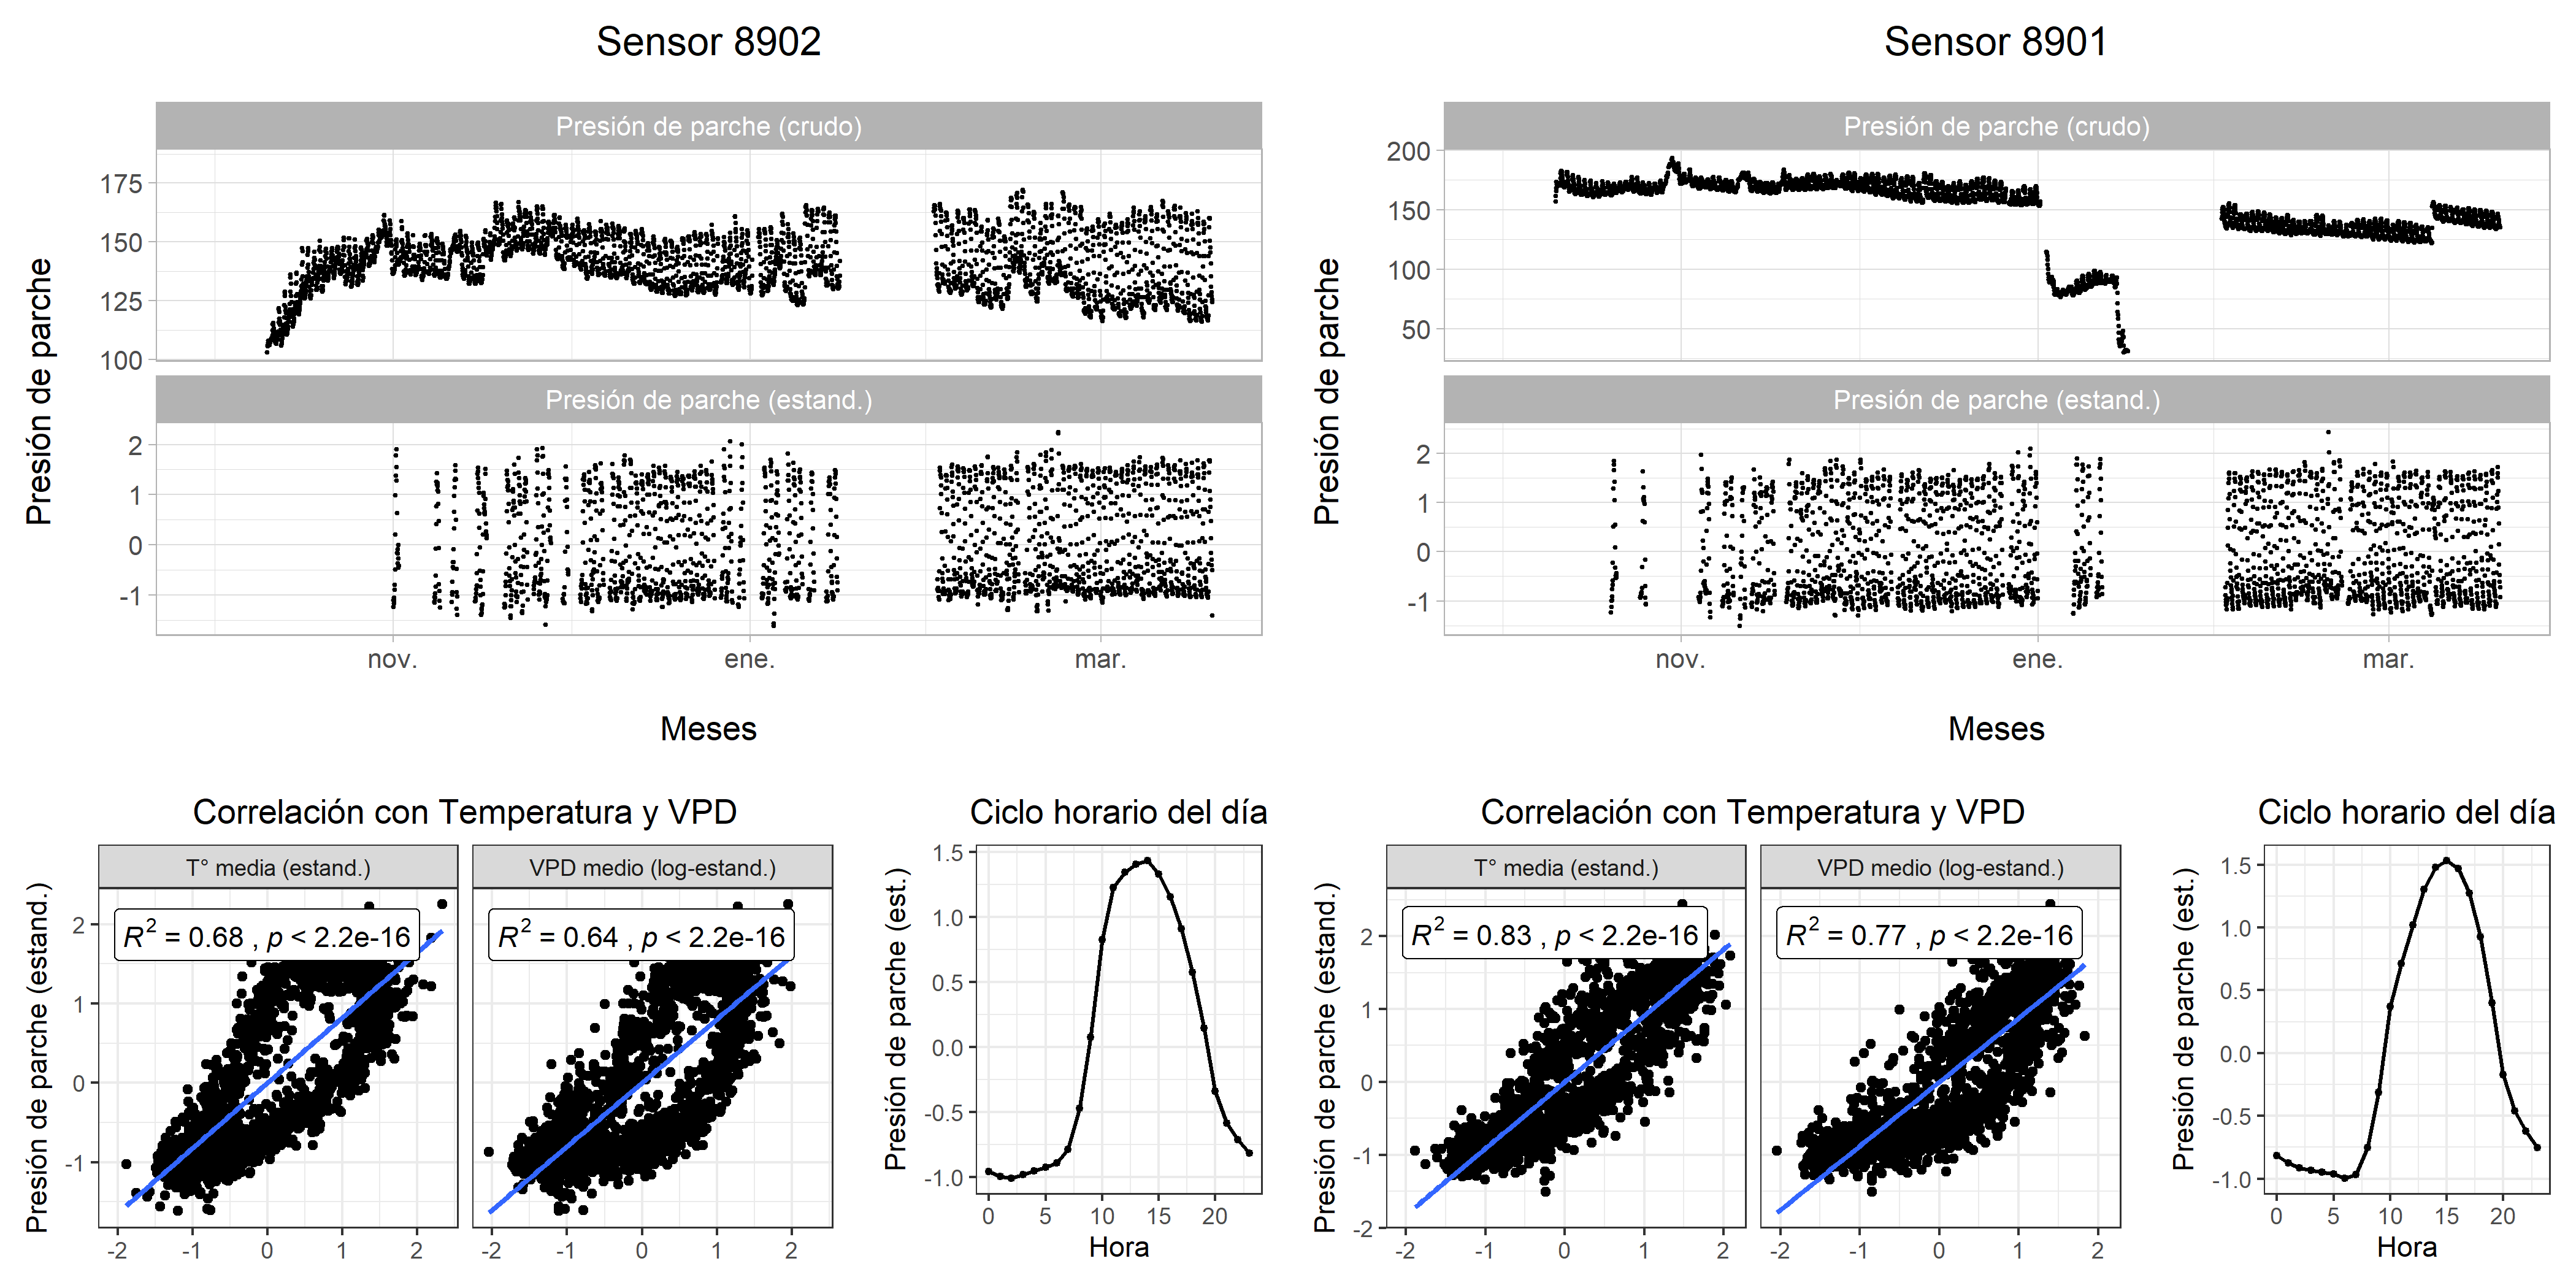 Sensor 8902
Presión de parche (crudo)
Presión de parche
175
150
125
100
Presión de parche (estand.)
2
1
0
-1
nov. ene. mar.
Meses
Correlación con Temperatura y VPD
T° media (estand.) VPD medio (log-estand.)
Presión de parche (estand.)
R² = 0.68 , p < 2.2e-16
R² = 0.64 , p < 2.2e-16
2
1
0
-1
-2 -1 0 1 2 -2 -1 0 1 2
Ciclo horario del día
Presión de parche (est.)
1.5
1.0
0.5
0.0
-0.5
-1.0
0 5 10 15 20
Hora
Sensor 8901
Presión de parche (crudo)
Presión de parche
200
150
100
50
Presión de parche (estand.)
2
1
0
-1
nov. ene. mar.
Meses
Correlación con Temperatura y VPD
T° media (estand.) VPD medio (log-estand.)
Presión de parche (estand.)
R² = 0.83 , p < 2.2e-16
R² = 0.77 , p < 2.2e-16
2
1
0
-1
-2
-2 -1 0 1 2 -2 -1 0 1 2
Ciclo horario del día
Presión de parche (est.)
1.5
1.0
0.5
0.0
-0.5
-1.0
0 5 10 15 20
Hora